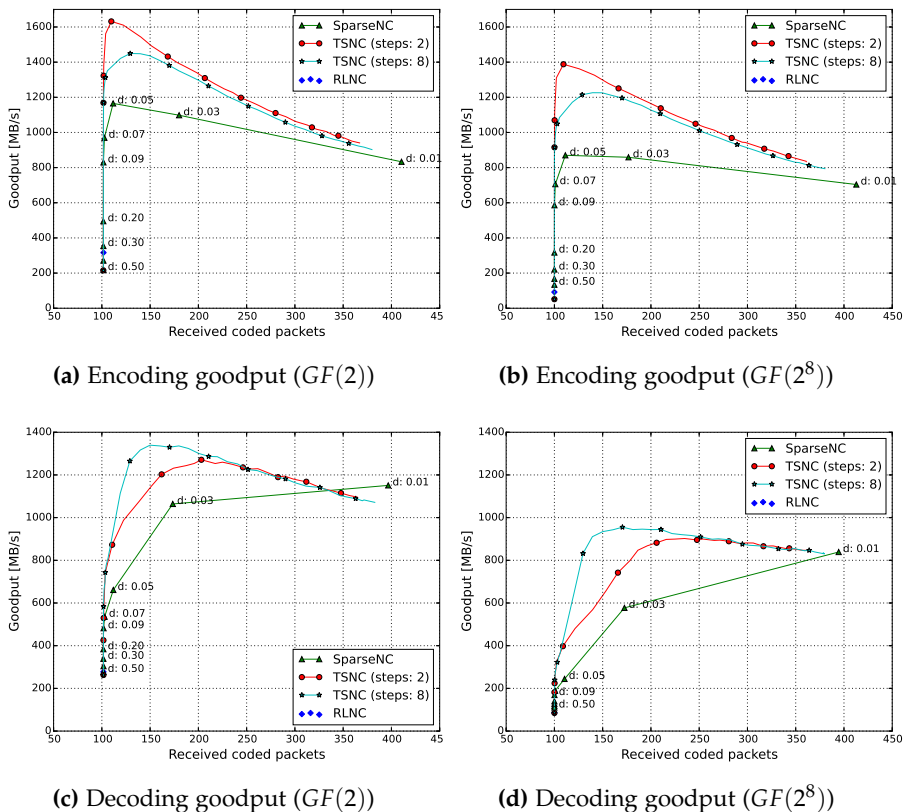 1600
1400
1200
1000
800
600
400
200
0
Goodput [MB/s]
SparseNC
TSNC (steps: 2)
TSNC (steps: 8)
RLNC
d: 0.05
d: 0.03
d: 0.01
d: 0.07
d: 0.09
d: 0.20
d: 0.30
d: 0.50
50 100 150 200 250 300 350 400 45
Received coded packets
(a) Encoding goodput (GF(2))
1600
1400
1200
1000
800
600
400
200
0
Goodput [MB/s]
SparseNC
TSNC (steps: 2)
TSNC (steps: 8)
RLNC
d: 0.05
d: 0.03
d: 0.01
d: 0.07
d: 0.09
d: 0.20
d: 0.30
d: 0.50
50 100 150 200 250 300 350 400 450
Received coded packets
(b) Encoding goodput (GF(2⁸))
1400
1200
1000
800
600
400
200
0
Goodput [MB/s]
d: 0.03
d: 0.01
d: 0.05
d: 0.07
d: 0.09
d: 0.20
d: 0.30
d: 0.50
SparseNC
TSNC (steps: 2)
TSNC (steps: 8)
RLNC
50 100 150 200 250 300 350 400 45
Received coded packets
(c) Decoding goodput (GF(2))
1400
1200
1000
800
600
400
200
0
Goodput [MB/s]
SparseNC
TSNC (steps: 2)
TSNC (steps: 8)
RLNC
d: 0.01
d: 0.03
d: 0.05
d: 0.09
d: 0.50
50 100 150 200 250 300 350 400 450
Received coded packets
(d) Decoding goodput (GF(2⁸))